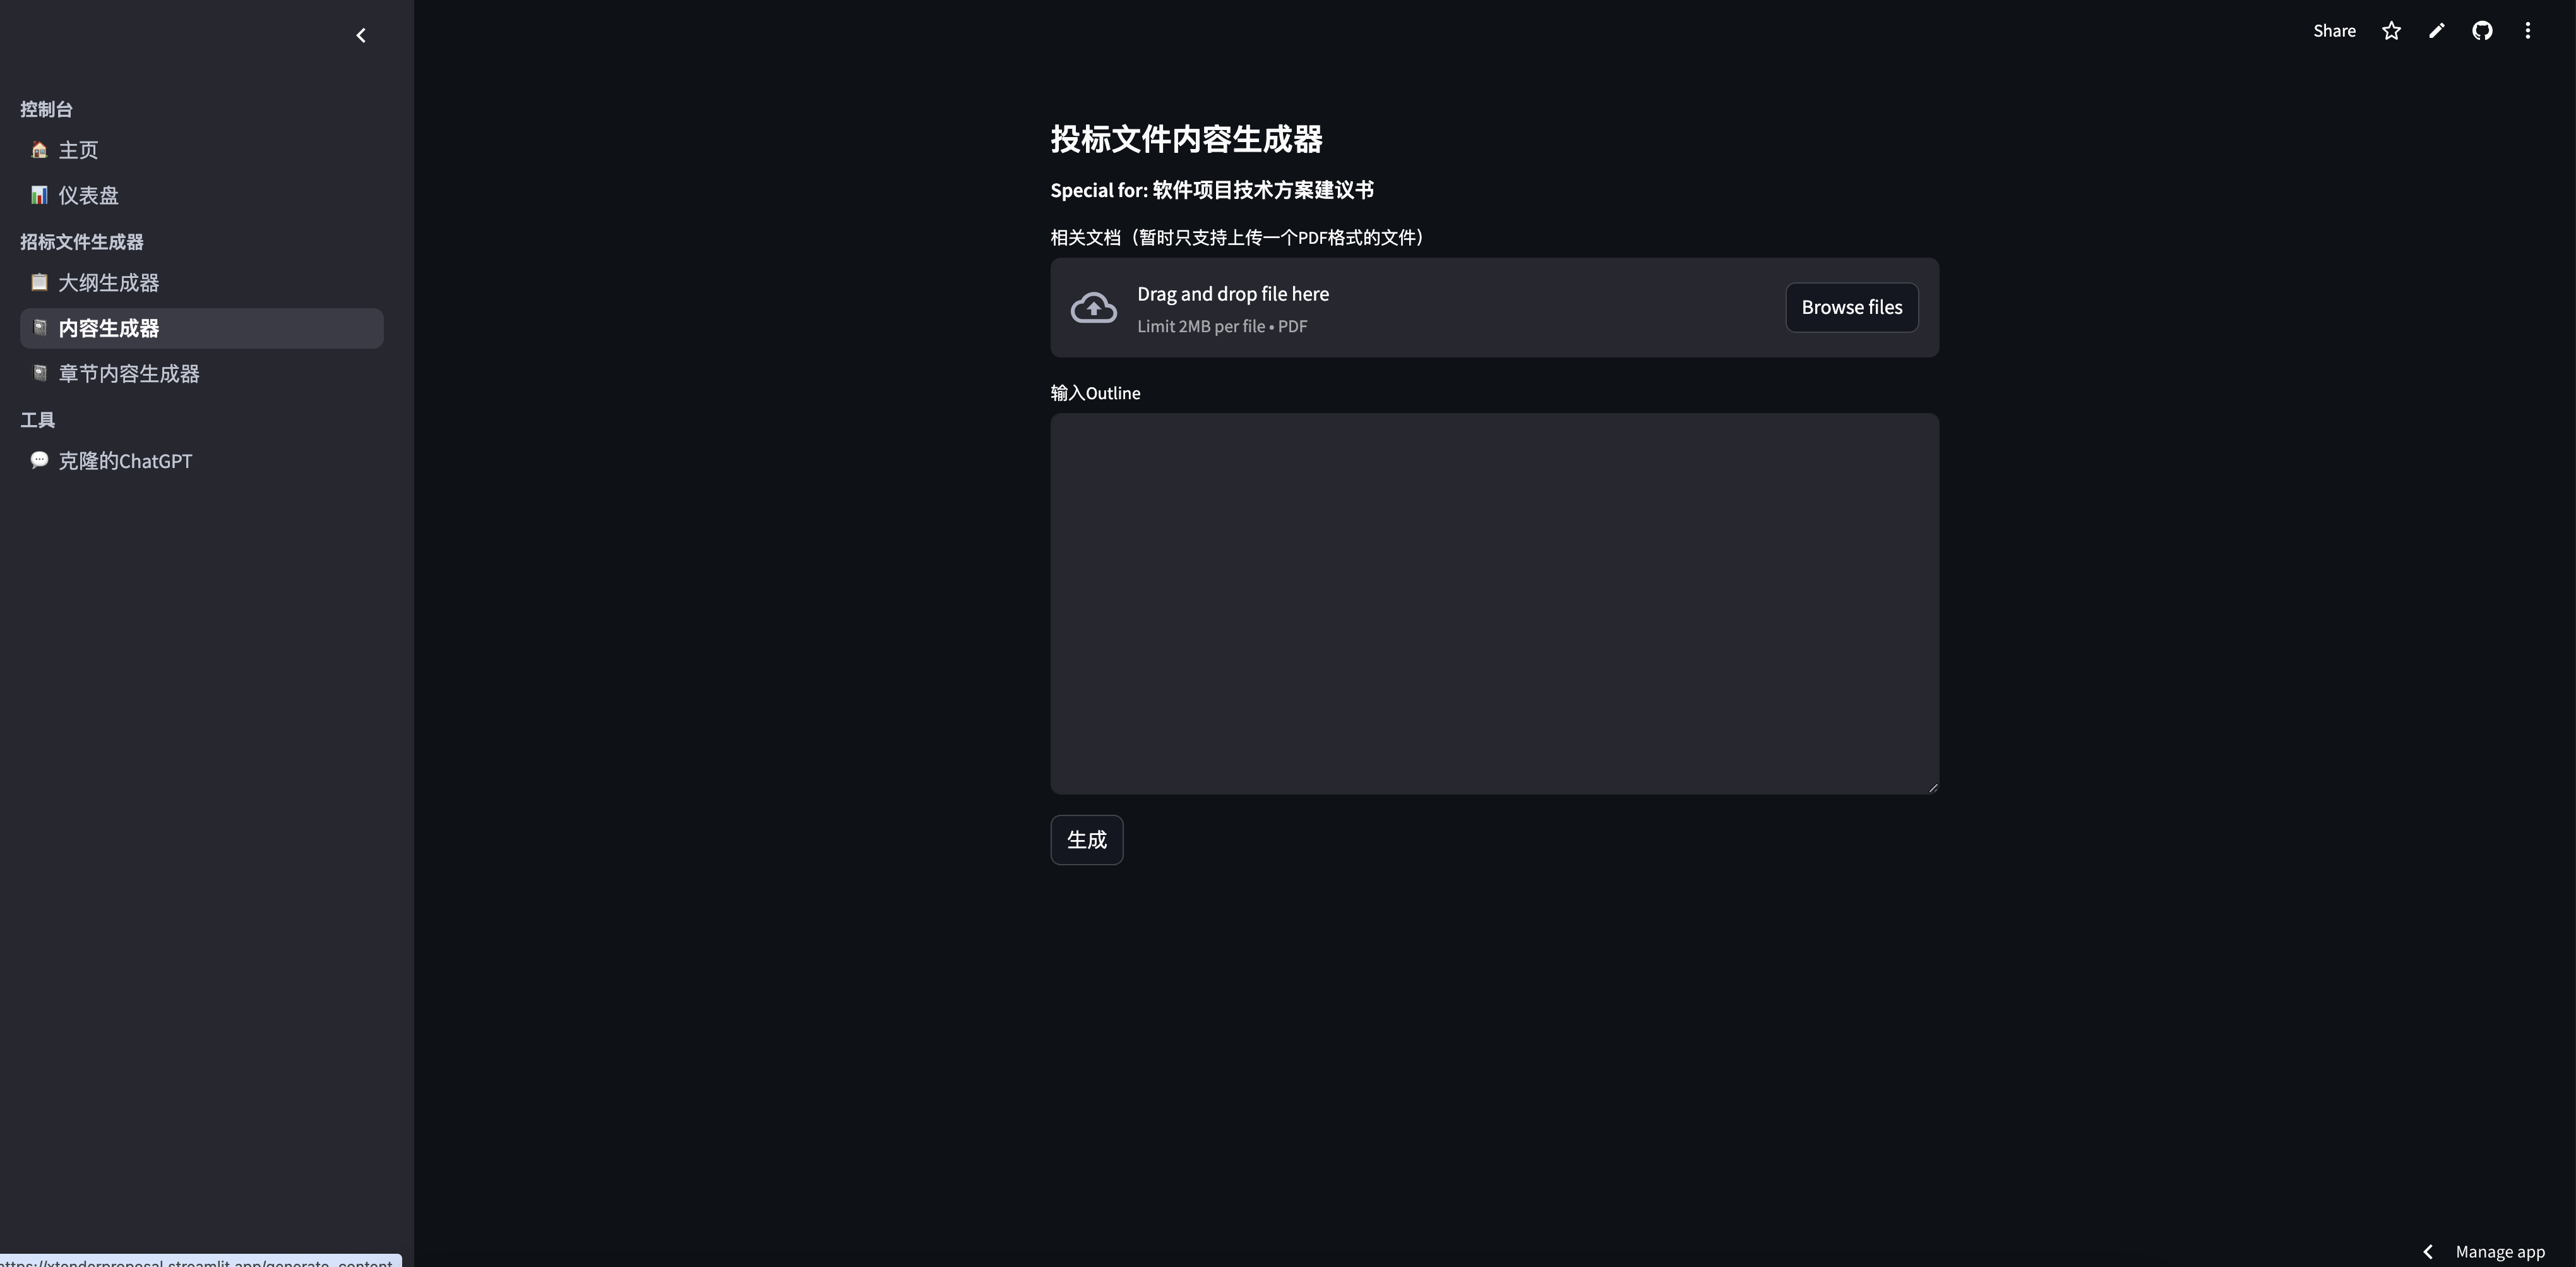 Share
控制台
主页
仪表盘
招标文件生成器
大纲生成器
内容生成器
章节内容生成器
工具
克隆的ChatGPT
投标文件内容生成器
Special for: 软件项目技术方案建议书
相关文档（暂时只支持上传一个PDF格式的文件）
Drag and drop file here
Limit 2MB per file • PDF
Browse files
输入Outline
生成
https://xtenderproposal.streamlit.app/generate_content
Manage app